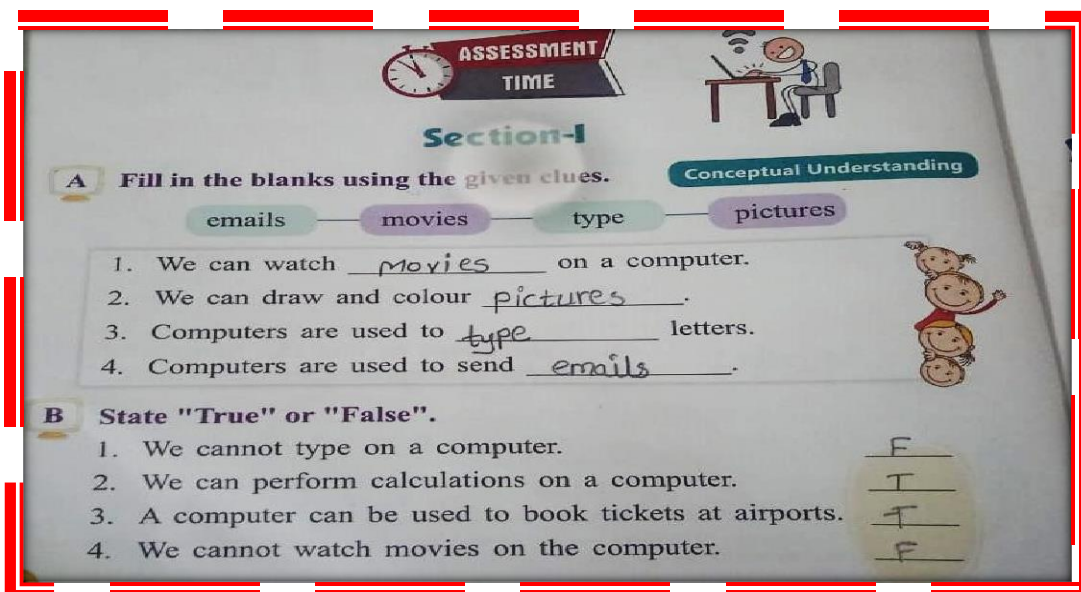 ASSESSMENT
TIME
Section-I
A Fill in the blanks using the given clues.
Conceptual Understanding
emails movies type pictures
1. We can watch movies on a computer.
2. We can draw and colour pictures.
3. Computers are used to type letters.
4. Computers are used to send emails.
B State "True" or "False".
1. We cannot type on a computer. F
2. We can perform calculations on a computer. T
3. A computer can be used to book tickets at airports. T
4. We cannot watch movies on the computer. F